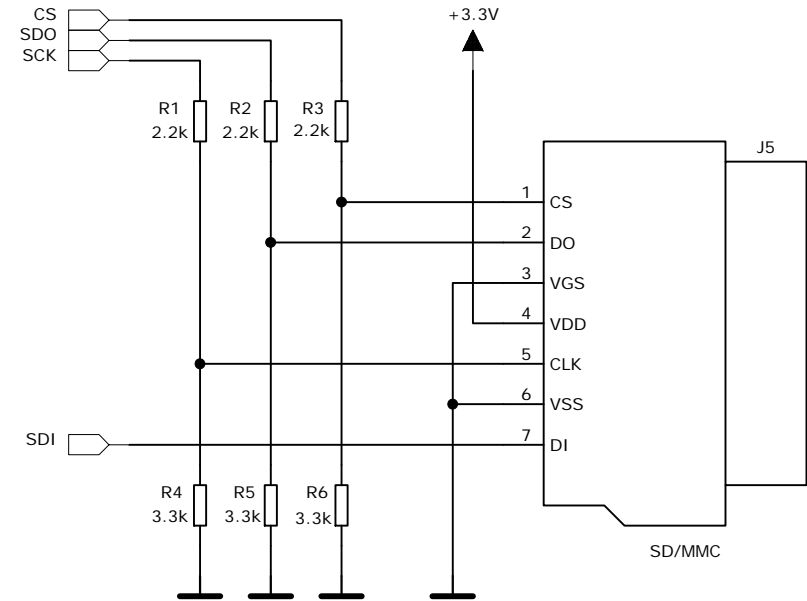 CS
SDO
SCK
+3.3V
R1
2.2k
R2
2.2k
R3
2.2k
J5
1
CS
2
DO
3
VGS
4
VDD
5
CLK
6
VSS
7
DI
SDI
R4
3.3k
R5
3.3k
R6
3.3k
SD/MMC